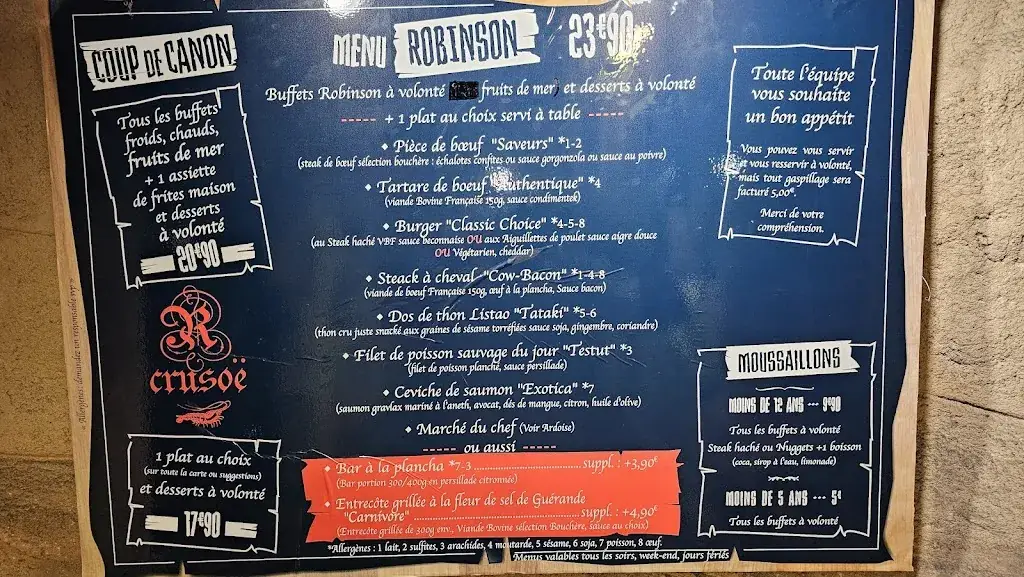 COUP DE CANON
Tous les buffets
froids, chauds,
fruits de mer
+ 1 assiette
de frites maison
et desserts
à volonté
20€90
R
crusoë
1 plat au choix
(sur toute la carte ou suggestions)
et desserts à volonté
17€90
MENU ROBINSON 23€90
Buffets Robinson à volonté fruits de mer) et desserts à volonté
----- + 1 plat au choix servi à table -----
♦ Pièce de bœuf "Saveurs" *1-2
(steak de bœuf sélection bouchère : échalotes confites ou sauce gorgonzola ou sauce au poivre)
♦ Tartare de boeuf "Authentique" *4
(viande Bovine Française 150g, sauce condimentek)
♦ Burger "Classic Choice" *4-5-8
(au Steak haché VBF sauce béconnaise OU aux Aiguillettes de poulet sauce aigre douce
OU Végétarien, cheddar)
♦ Steack à cheval "Cow-Bacon" *1-4-8
(viande de boeuf Française 150g, œuf à la plancha, Sauce bacon)
♦ Dos de thon Listao "Tataki" *5-6
(thon cru juste snacké aux graines de sésame torréfiées sauce soja, gingembre, coriandre)
♦ Filet de poisson sauvage du jour "Testut" *3
(filet de poisson planché, sauce persillade)
♦ Ceviche de saumon "Exotica" *7
(saumon gravlax mariné à l'aneth, avocat, dés de mangue, citron, huile d'olive)
♦ Marché du chef (Voir Ardoise)
----- ou aussi -----
♦ Bar à la plancha *7-3 ........................ suppl. : +3,90€
(Bar portion 300/400g en persillade citronnée)
♦ Entrecôte grillée à la fleur de sel de Guérande
"Carnivore" ........................ suppl. : +4,90€
(Entrecôte grillée de 300g env., Viande Bovine Sélection Bouchère, sauce au choix)
*Allergènes : 1 lait, 2 sulfites, 3 arachides, 4 moutarde, 5 sésame, 6 soja, 7 poisson, 8 œuf.
Menus valables tous les soirs, week-end, jours fériés
Toute l'équipe
vous souhaite
un bon appétit
Vous pouvez vous servir
et vous resservir à volonté,
mais tout gaspillage sera
facturé 5,00€.
Merci de votre
compréhension.
MOUSSAILLONS
MOINS DE 12 ANS --- 9€90
Tous les buffets à volonté
Steak haché ou Nuggets +1 boisson
(coca, sirop à l'eau, limonade)
MOINS DE 5 ANS --- 5€
Tous les buffets à volonté
Allergènes: demandez un responsable